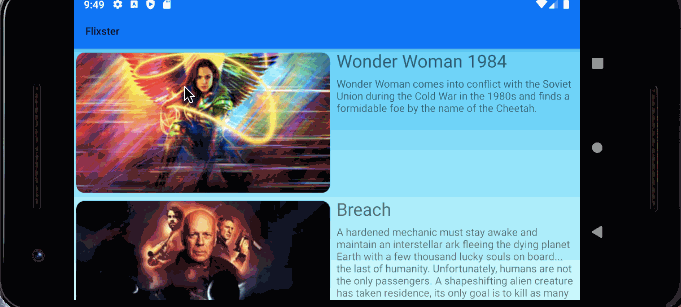 9:49
Flixster
Wonder Woman 1984
Wonder Woman comes into conflict with the Soviet
Union during the Cold War in the 1980s and finds a
formidable foe by the name of the Cheetah.
Breach
A hardened mechanic must stay awake and
maintain an interstellar ark fleeing the dying planet
Earth with a few thousand lucky souls on board...
the last of humanity. Unfortunately, humans are not
the only passengers. A shapeshifting alien creature
has taken residence, its only goal is to kill as many